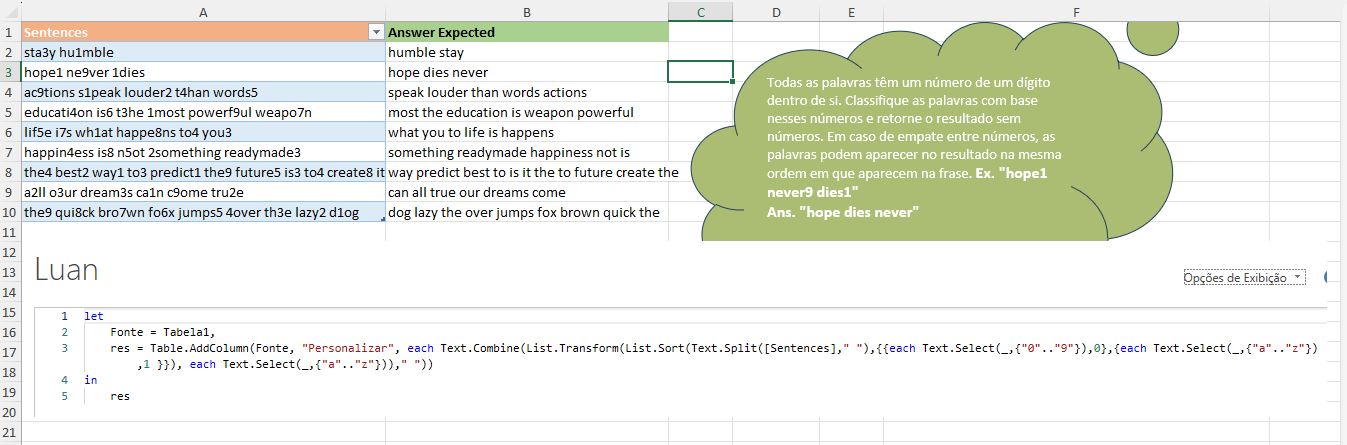 A B C D E F
1 Sentences Answer Expected
2 sta3y hu1mble humble stay
3 hope1 ne9ver 1dies hope dies never
4 ac9tions s1peak louder2 t4han words5 speak louder than words actions
5 educati4on is6 t3he 1most powerf9ul weapo7n most the education is weapon powerful
6 lif5e i7s wh1at happe8ns to4 you3 what you to life is happens
7 happin4ess is8 n5ot 2something readymade3 something readymade happiness not is
8 the4 best2 way1 to3 predict1 the9 future5 is3 to4 create8 it way predict best to is it the to future create the
9 a2ll o3ur dream3s ca1n c9ome tru2e can all true our dreams come
10 the9 qui8ck bro7wn fo6x jumps5 4over th3e lazy2 d1og dog lazy the over jumps fox brown quick the
11
12
13
14
15
16
17
18
19
20
21
Todas as palavras têm um número de um dígito
dentro de si. Classifique as palavras com base
nesses números e retorne o resultado sem
números. Em caso de empate entre números, as
palavras podem aparecer no resultado na mesma
ordem em que aparecem na frase. Ex. "hope1
never9 dies1"
Ans. "hope dies never"
Luan
Opções de Exibição
1 let
2 Fonte = Tabela1,
3 res = Table.AddColumn(Fonte, "Personalizar", each Text.Combine(List.Transform(List.Sort(Text.Split([Sentences]," "),{{each Text.Select(_,{"0".."9"}),0},{each Text.Select(_,{"a".."z"})
,1 }}), each Text.Select(_,{"a".."z"}))," "))
4 in
5 res